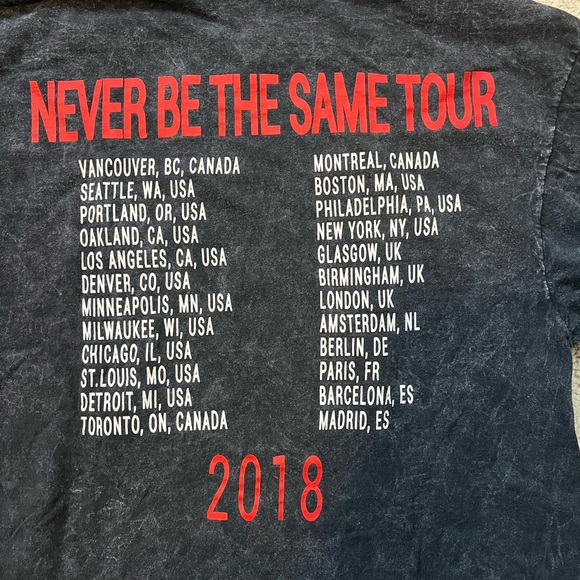 NEVER BE THE SAME TOUR
VANCOUVER, BC, CANADA
SEATTLE, WA, USA
PORTLAND, OR, USA
OAKLAND, CA, USA
LOS ANGELES, CA, USA
DENVER, CO, USA
MINNEAPOLIS, MN, USA
MILWAUKEE, WI, USA
CHICAGO, IL, USA
ST.LOUIS, MO, USA
DETROIT, MI, USA
TORONTO, ON, CANADA
MONTREAL, CANADA
BOSTON, MA, USA
PHILADELPHIA, PA, USA
NEW YORK, NY, USA
GLASGOW, UK
BIRMINGHAM, UK
LONDON, UK
AMSTERDAM, NL
BERLIN, DE
PARIS, FR
BARCELONA, ES
MADRID, ES
2018